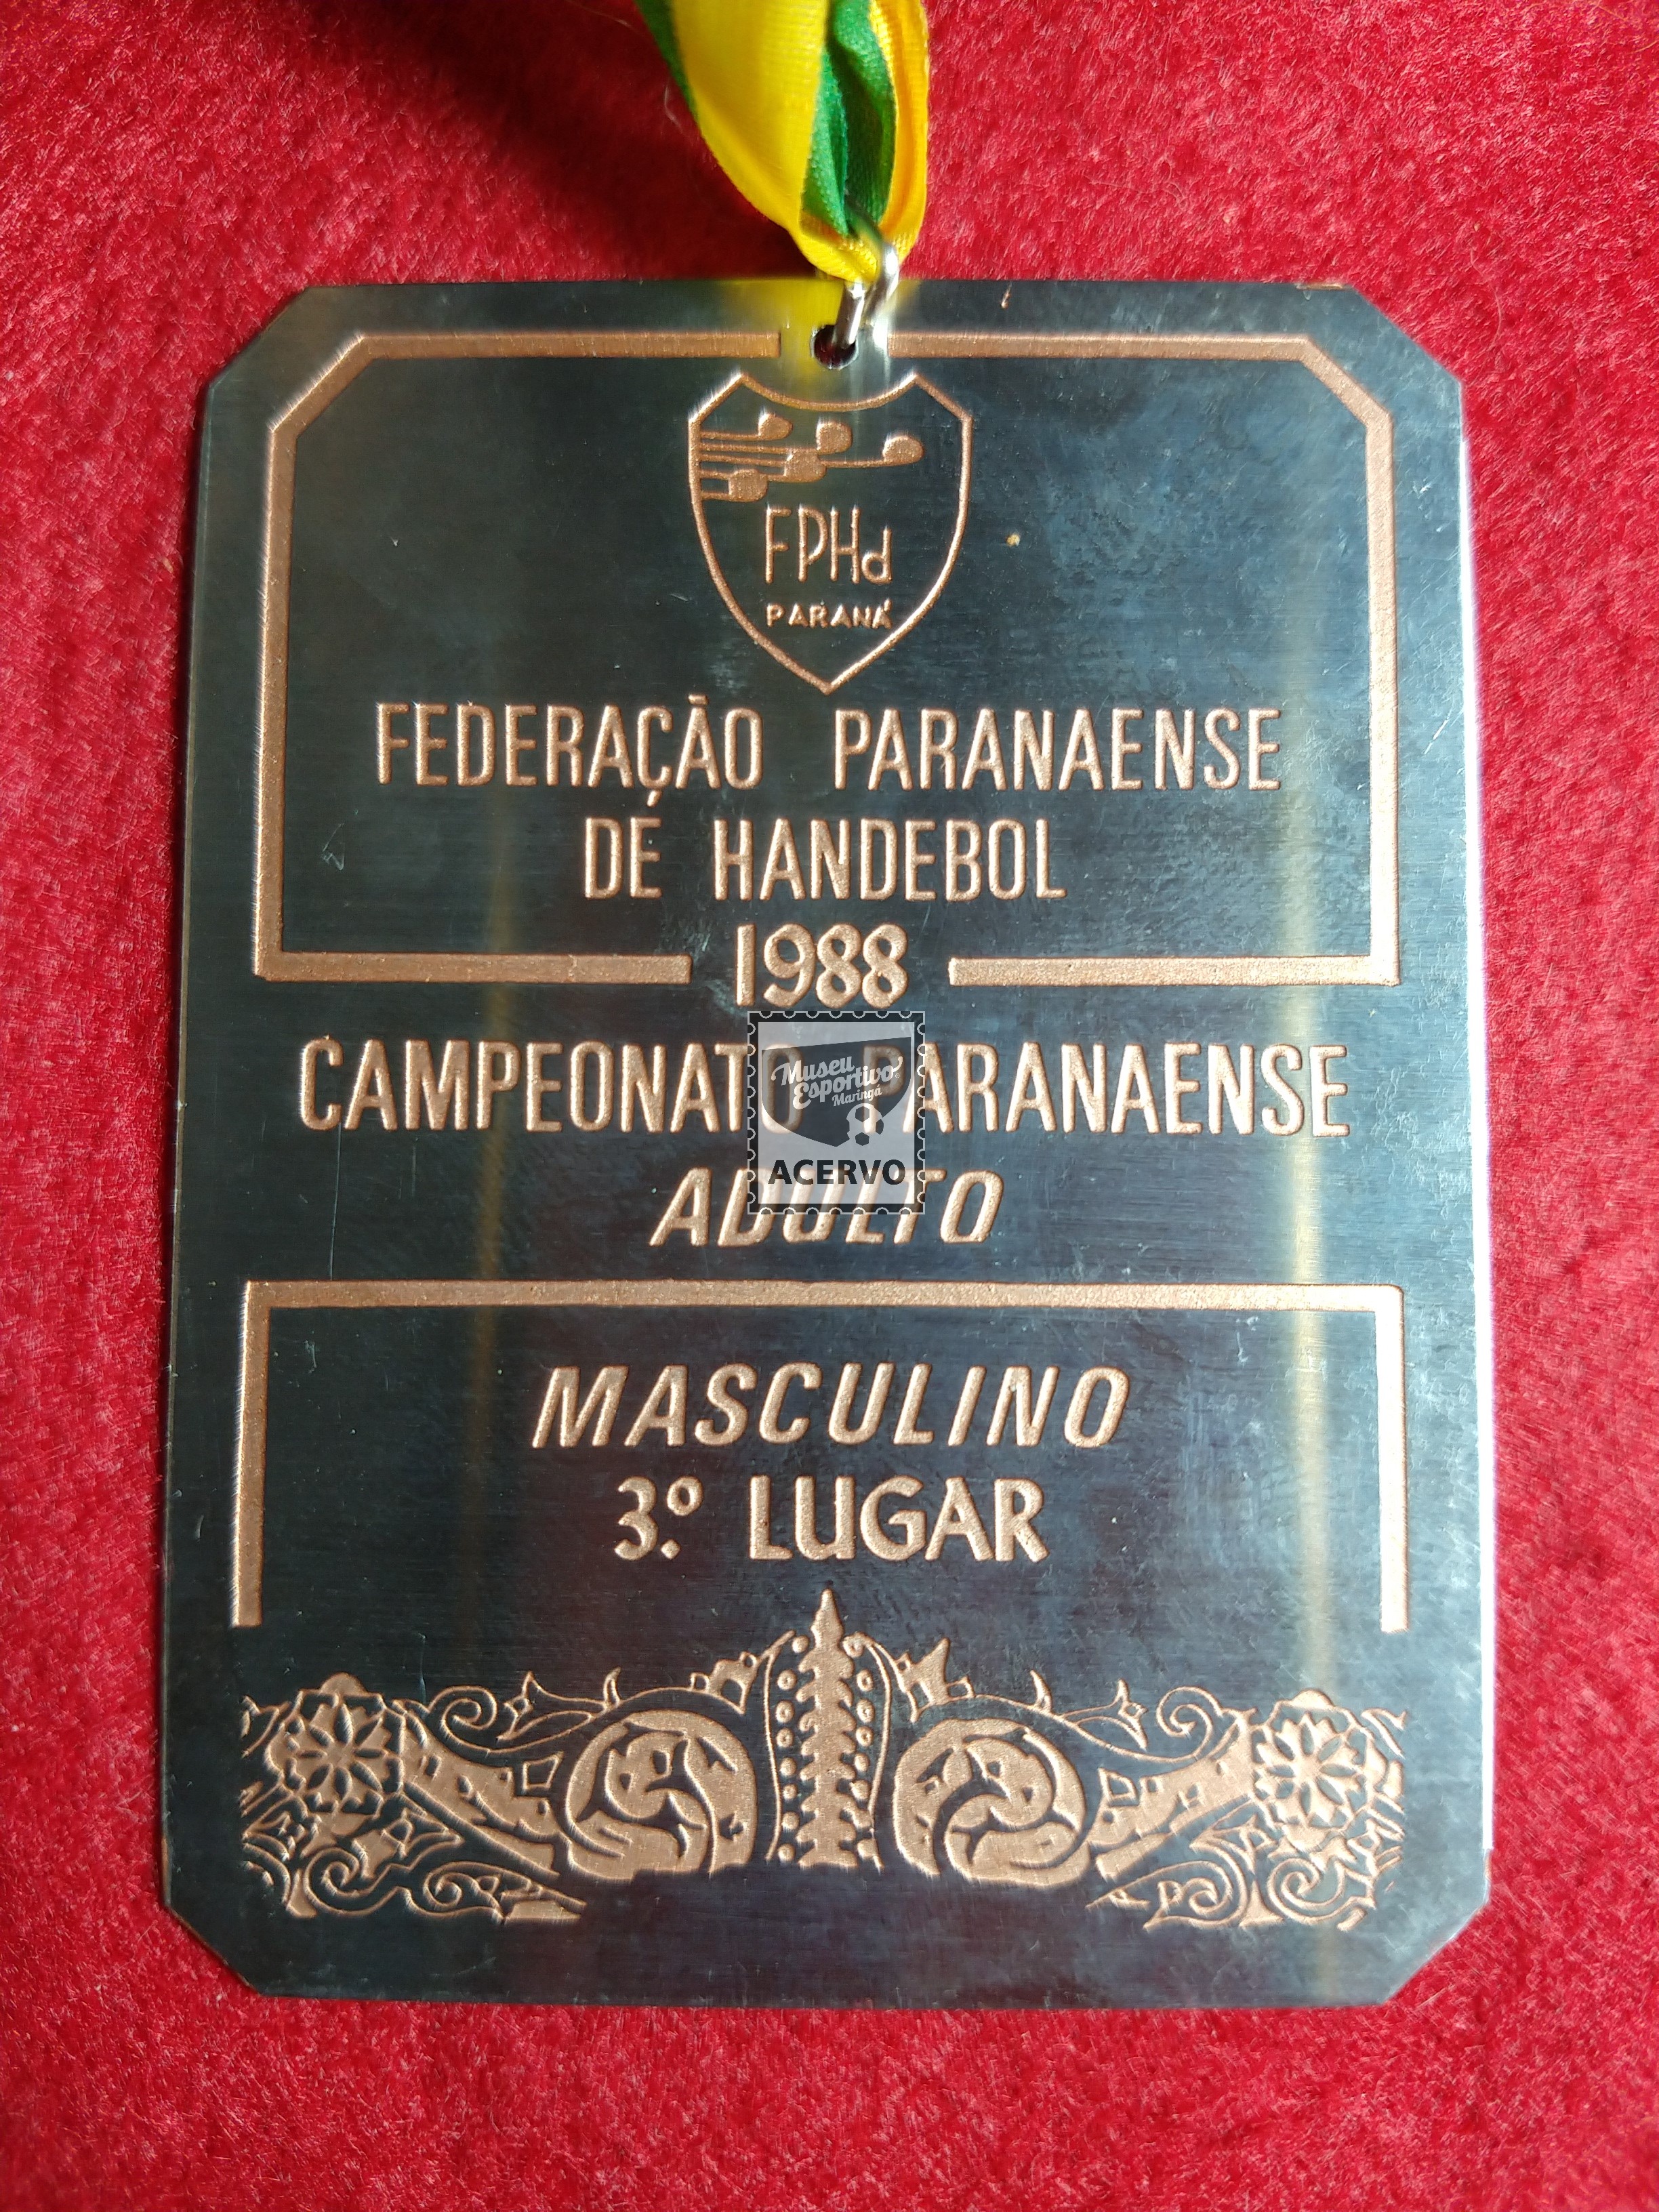 FPHd
PARANÁ
FEDERAÇÃO PARANAENSE
DE HANDEBOL
1988
CAMPEONATO PARANAENSE
Museu
Esportivo
Maringá
ACERVO
ADULTO
MASCULINO
3.º LUGAR